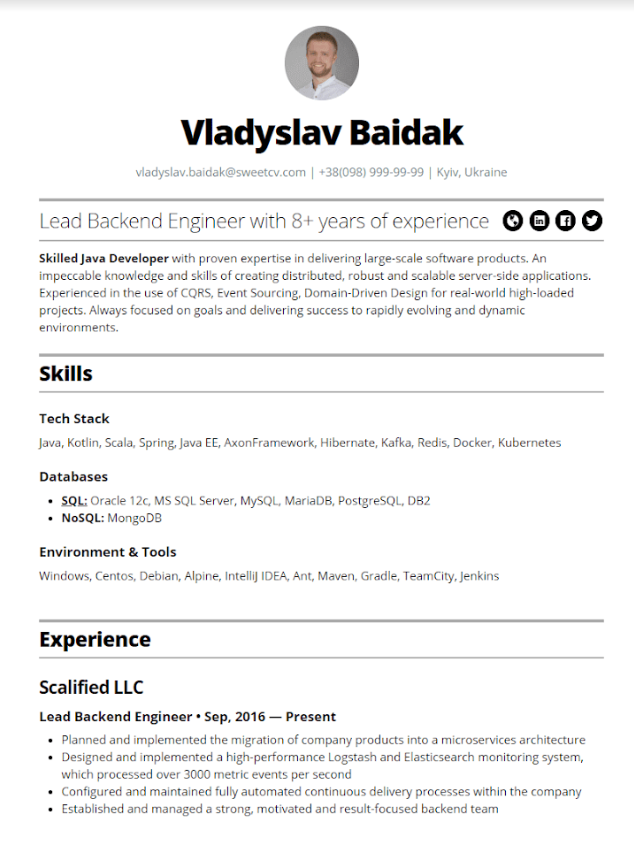 Vladyslav Baidak
vladyslav.baidak@sweetcv.com | +38(098) 999-99-99 | Kyiv, Ukraine
Lead Backend Engineer with 8+ years of experience
Skilled Java Developer with proven expertise in delivering large-scale software products. An
impeccable knowledge and skills of creating distributed, robust and scalable server-side applications.
Experienced in the use of CQRS, Event Sourcing, Domain-Driven Design for real-world high-loaded
projects. Always focused on goals and delivering success to rapidly evolving and dynamic
environments.
Skills
Tech Stack
Java, Kotlin, Scala, Spring, Java EE, AxonFramework, Hibernate, Kafka, Redis, Docker, Kubernetes
Databases
• SQL: Oracle 12c, MS SQL Server, MySQL, MariaDB, PostgreSQL, DB2
• NoSQL: MongoDB
Environment & Tools
Windows, Centos, Debian, Alpine, IntelliJ IDEA, Ant, Maven, Gradle, TeamCity, Jenkins
Experience
Scalified LLC
Lead Backend Engineer • Sep, 2016 — Present
• Planned and implemented the migration of company products into a microservices architecture
• Designed and implemented a high-performance Logstash and Elasticsearch monitoring system,
which processed over 3000 metric events per second
• Configured and maintained fully automated continuous delivery processes within the company
• Established and managed a strong, motivated and result-focused backend team